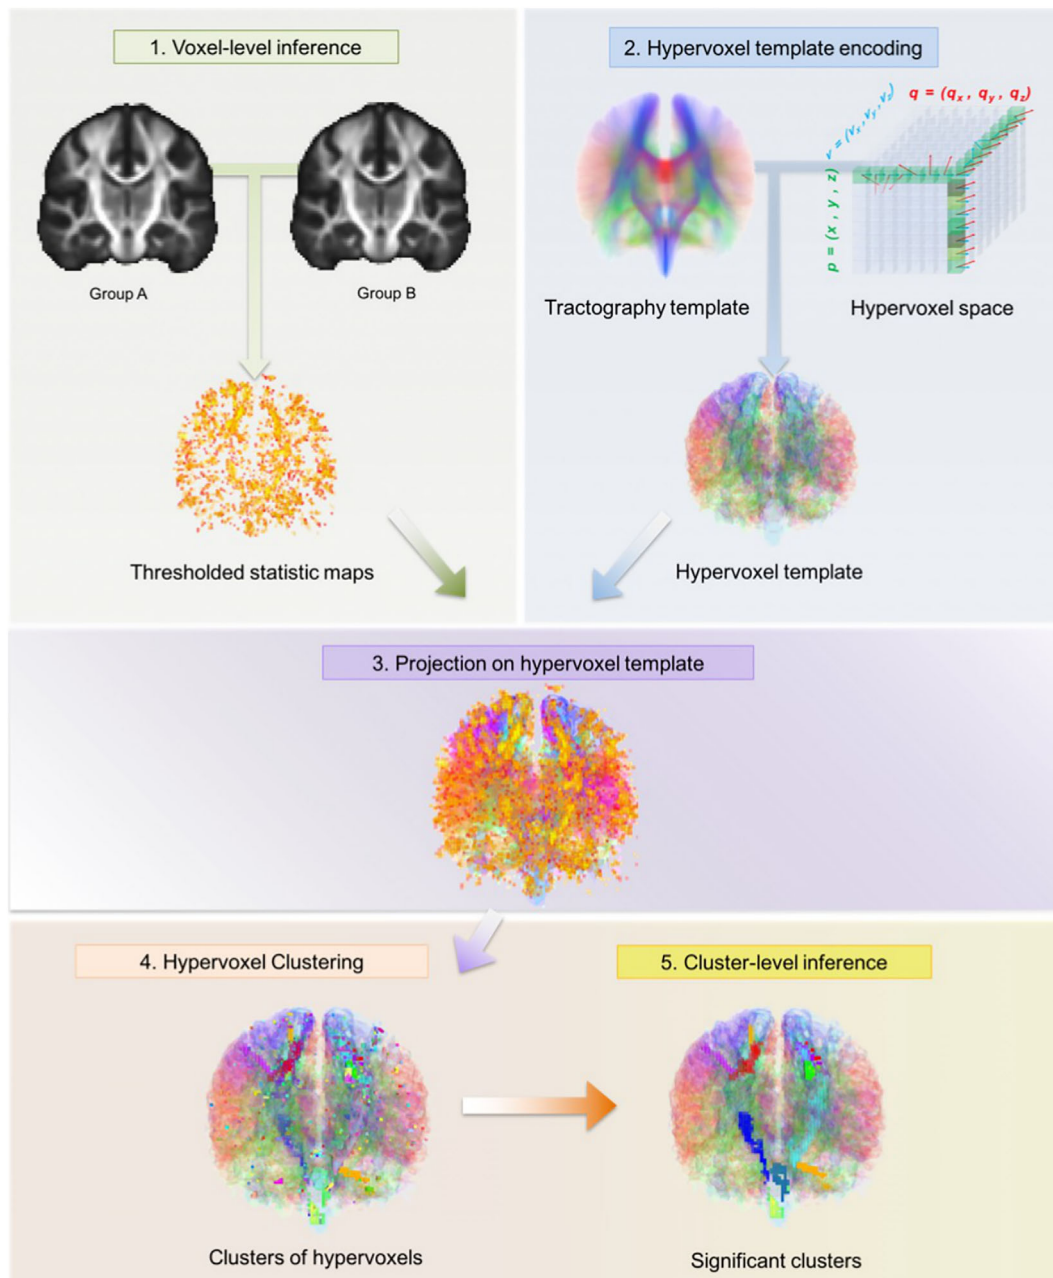 1. Voxel-level inference
Group A
Group B
Thresholded statistic maps
2. Hypervoxel template encoding
q = (qx , qy , qz)
v = (vx , vy , vz)
p = (x , y , z)
Tractography template
Hypervoxel space
Hypervoxel template
3. Projection on hypervoxel template
4. Hypervoxel Clustering
Clusters of hypervoxels
5. Cluster-level inference
Significant clusters